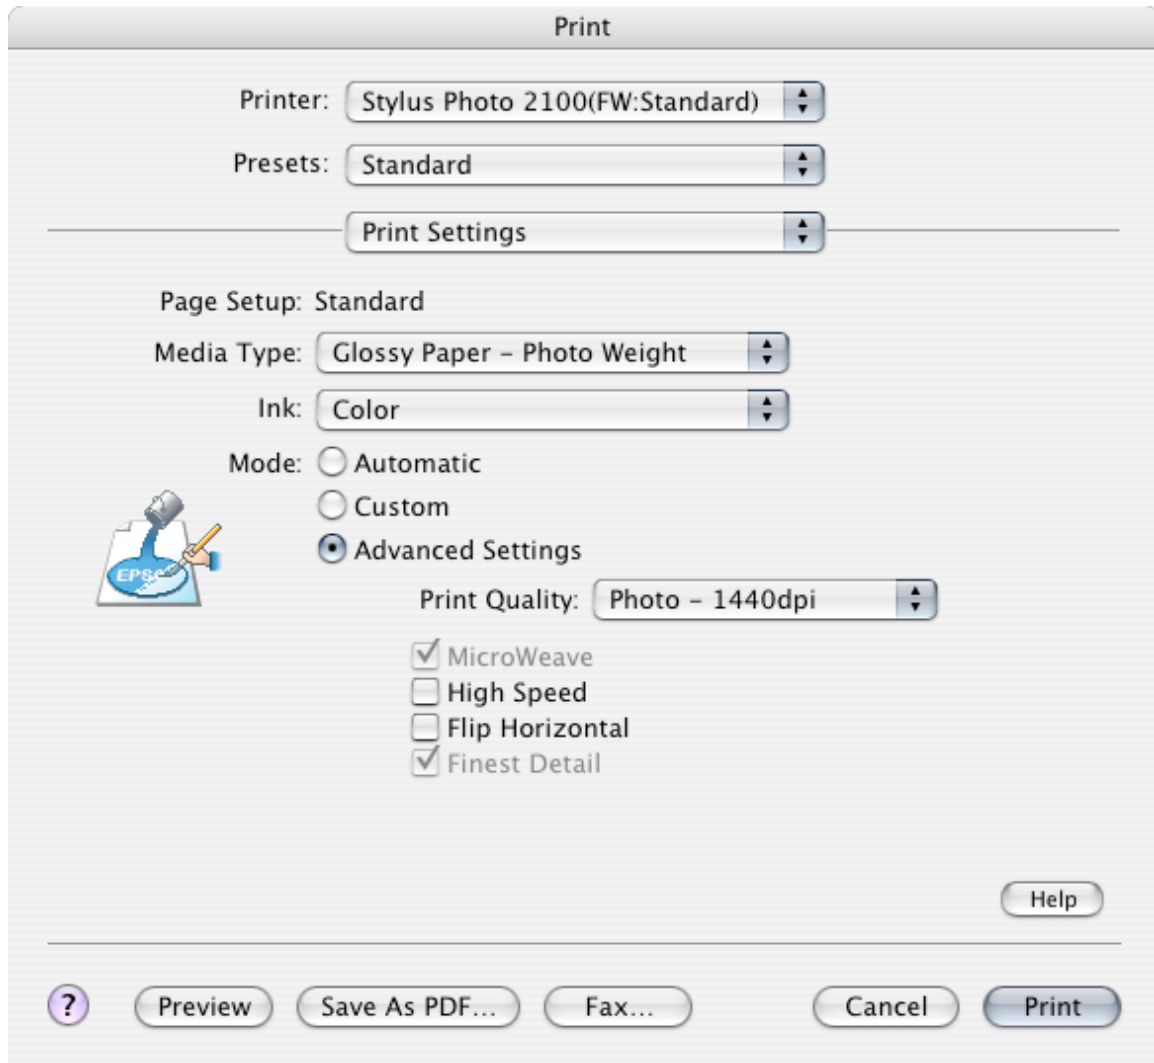 Print
Printer: Stylus Photo 2100(FW:Standard)
Presets: Standard
Print Settings
Page Setup: Standard
Media Type: Glossy Paper – Photo Weight
Ink: Color
Mode: Automatic
Custom
Advanced Settings
EPSO
Print Quality: Photo – 1440dpi
MicroWeave
High Speed
Flip Horizontal
Finest Detail
Help
? Preview Save As PDF... Fax... Cancel Print